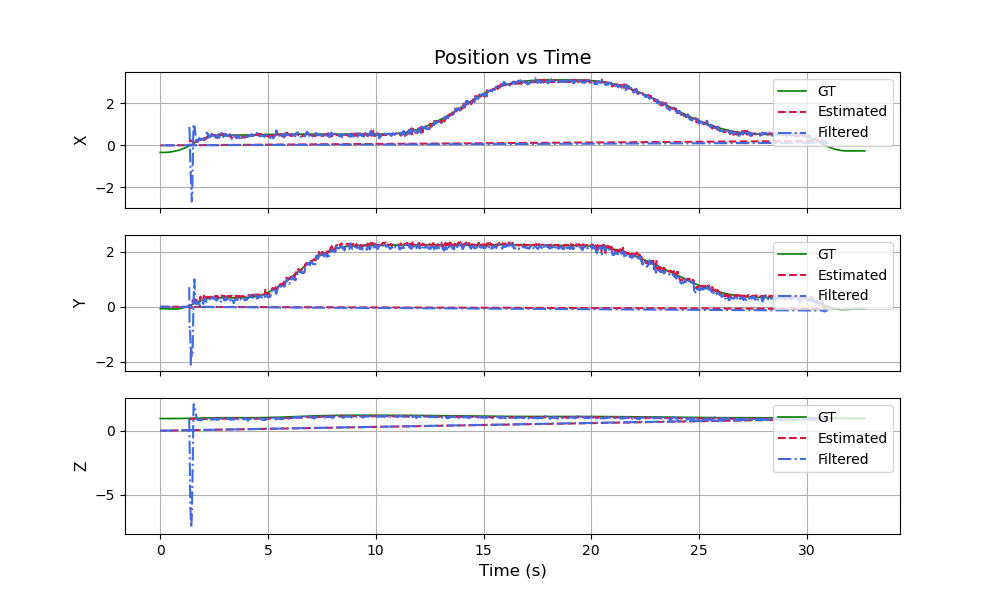 Position vs Time
2
0
−2
X
GT
Estimated
Filtered
2
0
−2
Y
GT
Estimated
Filtered
0
−5
Z
GT
Estimated
Filtered
0 5 10 15 20 25 30
Time (s)